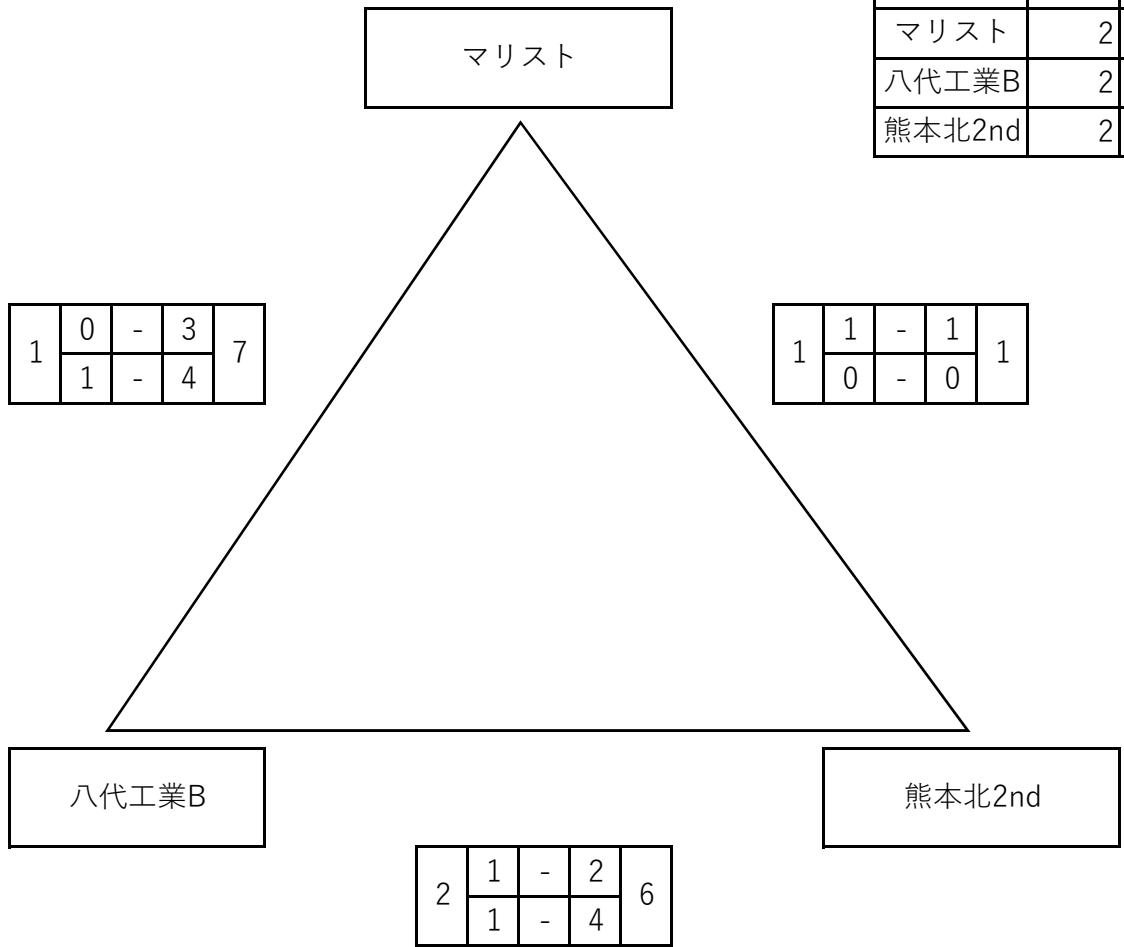 マリスト
マリスト 2
八代工業B 2
熊本北2nd 2
1 0 - 3 7
1 - 4
1 1 - 1 1
0 - 0
八代工業B
熊本北2nd
2 1 - 2 6
1 - 4